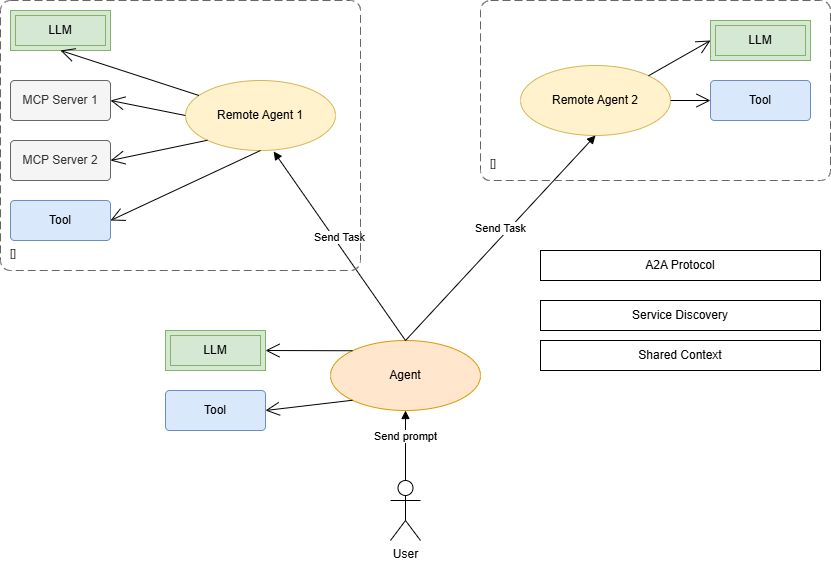 LLM
MCP Server 1
MCP Server 2
Tool
[]
Remote Agent 1
Remote Agent 2
LLM
Tool
[]
Send Task
Send Task
A2A Protocol
Service Discovery
Shared Context
LLM
Tool
Agent
Send prompt
User